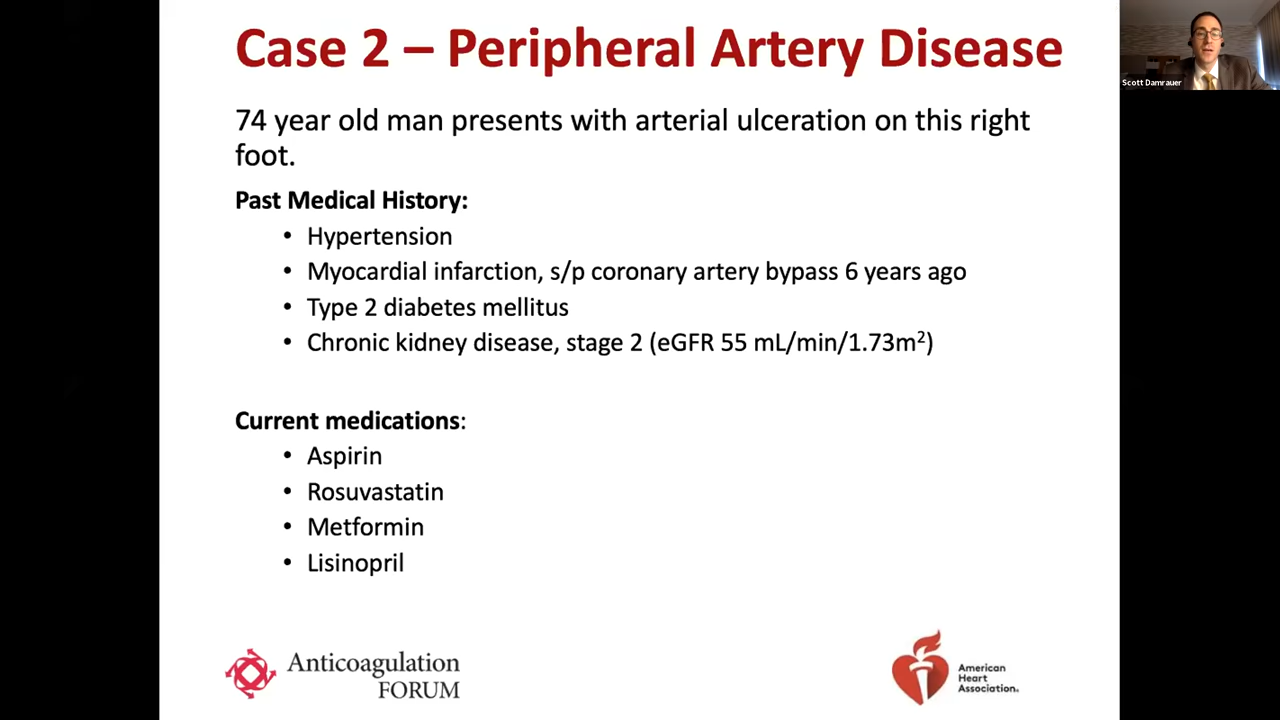 Case 2 – Peripheral Artery Disease
Scott Damrauer
74 year old man presents with arterial ulceration on this right
foot.
Past Medical History:
• Hypertension
• Myocardial infarction, s/p coronary artery bypass 6 years ago
• Type 2 diabetes mellitus
• Chronic kidney disease, stage 2 (eGFR 55 mL/min/1.73m²)
Current medications:
• Aspirin
• Rosuvastatin
• Metformin
• Lisinopril
Anticoagulation
FORUM
American
Heart
Association.